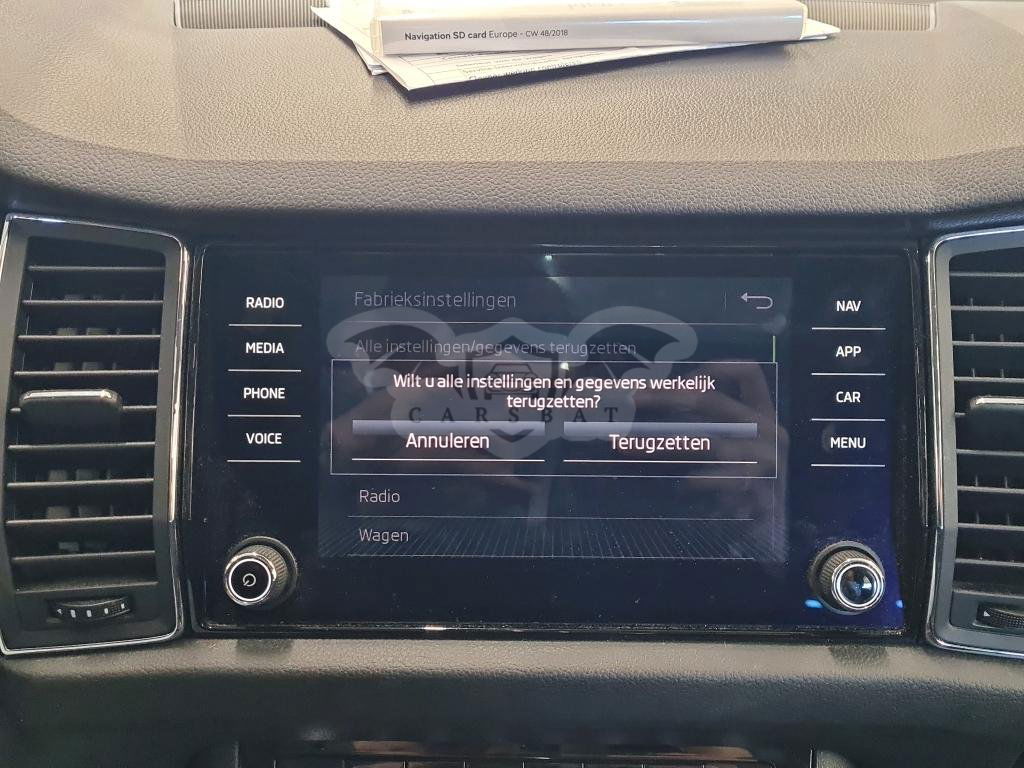 Navigation SD card Europe - CW 48/2018
RADIO
MEDIA
PHONE
VOICE
Fabrieksinstellingen
Alle instellingen/gegevens terugzetten
Wilt u alle instellingen en gegevens werkelijk
terugzetten?
CARSBAT
Annuleren
Terugzetten
Radio
Wagen
NAV
APP
CAR
MENU